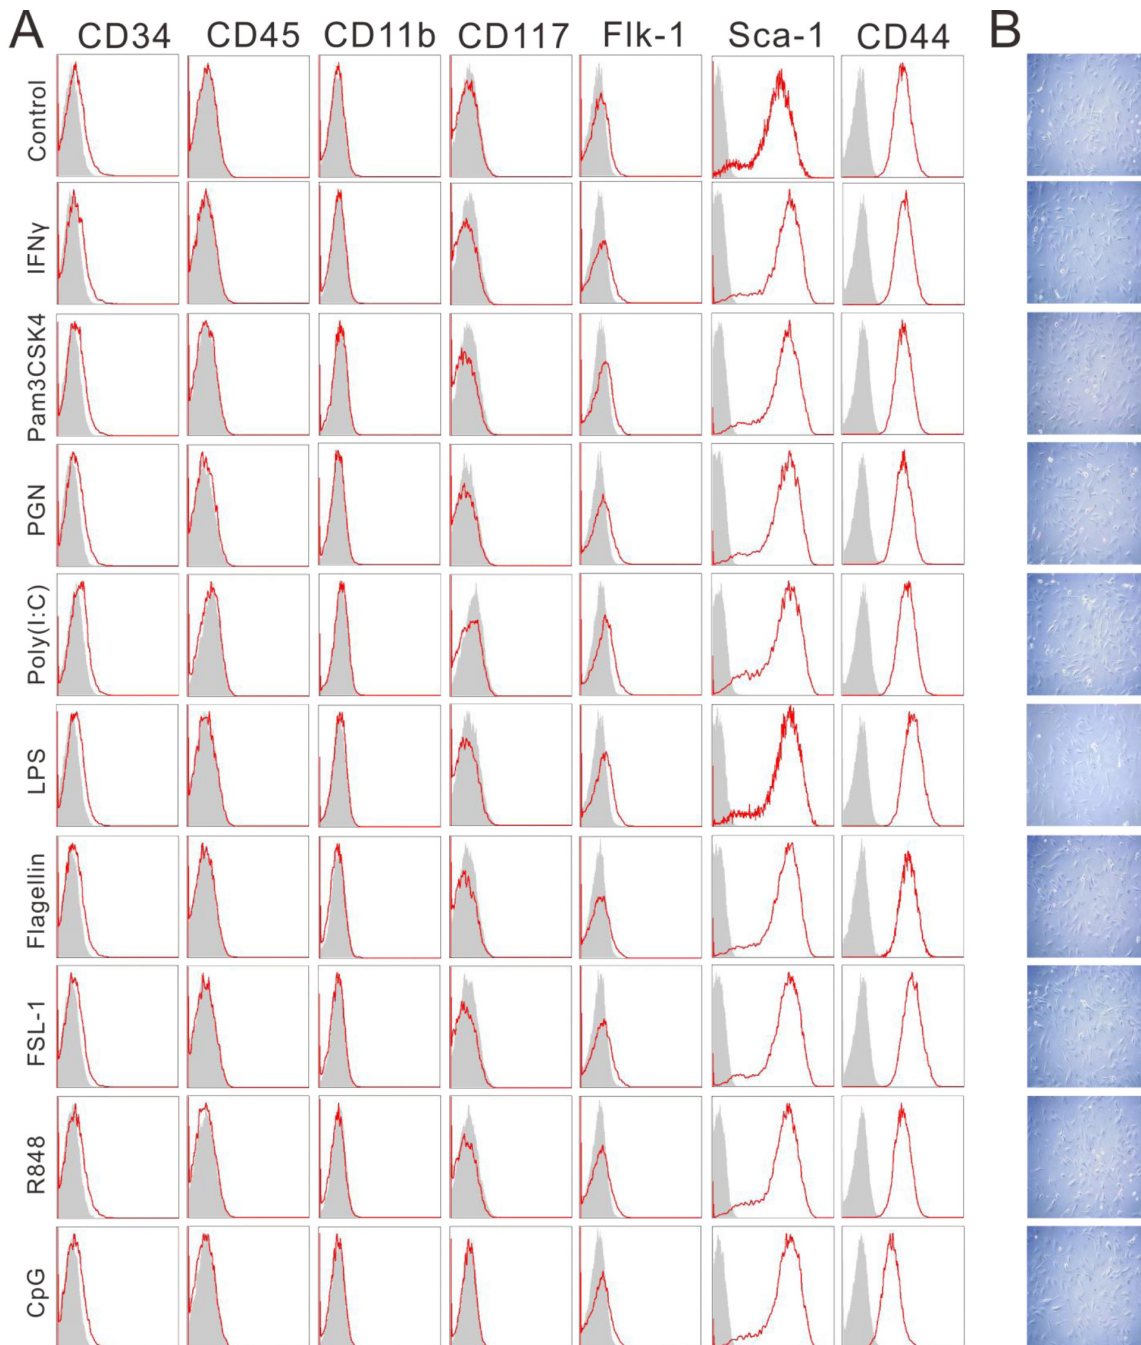 A CD34 CD45 CD11b CD117 Flk-1 Sca-1 CD44 B
Control
IFNγ
Pam3CSK4
PGN
Poly(I:C)
LPS
Flagellin
FSL-1
R848
CpG